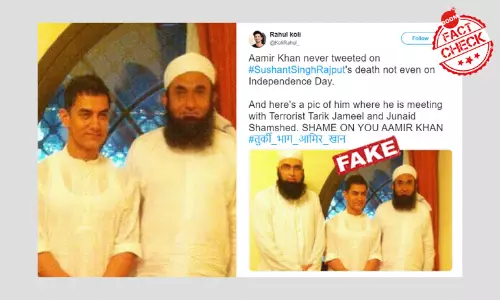 Rahul koli
@KoliRahul_
Follow
BOOM
FACT
CHECK
Aamir Khan never tweeted on
#SushantSinghRajput's death not even on
Independence Day.
And here's a pic of him where he is meeting
with Terrorist Tarik Jameel and Junaid
Shamshed. SHAME ON YOU AAMIR KHAN
#तुर्की_भाग_आमिर_खान
FAKE